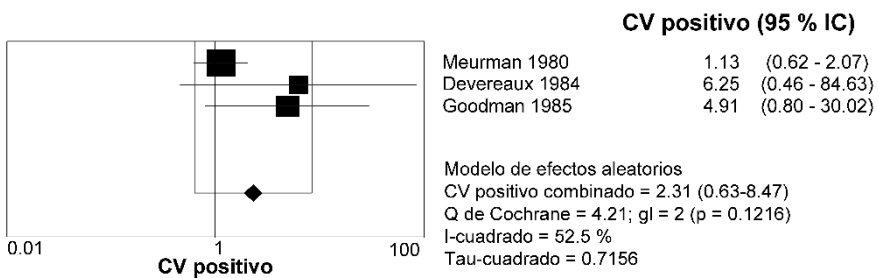 CV positivo (95 % IC)
Meurman 1980 1.13 (0.62 - 2.07)
Devereaux 1984 6.25 (0.46 - 84.63)
Goodman 1985 4.91 (0.80 - 30.02)
Modelo de efectos aleatorios
CV positivo combinado = 2.31 (0.63-8.47)
Q de Cochrane = 4.21; gl = 2 (p = 0.1216)
I-cuadrado = 52.5 %
Tau-cuadrado = 0.7156
0.01 1 100
CV positivo